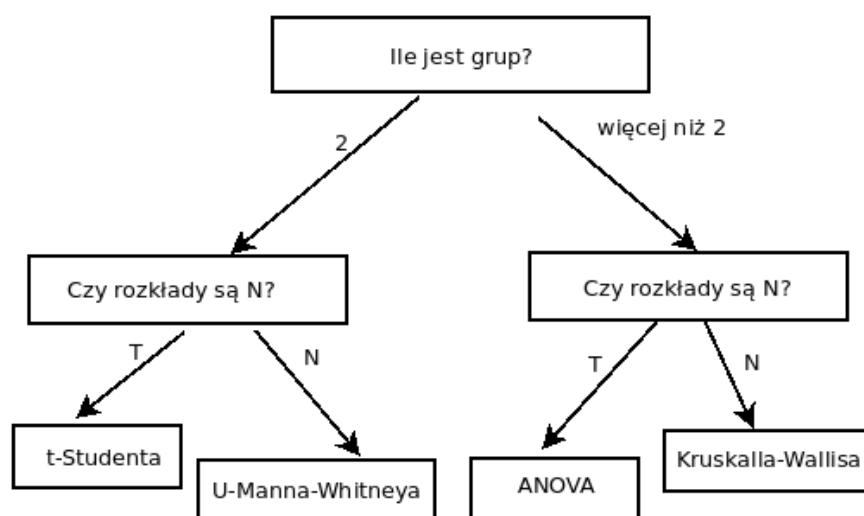 Ile jest grup?
2
więcej niż 2
Czy rozkłady są N?
Czy rozkłady są N?
T
N
T
N
t-Studenta
U-Manna-Whitneya
ANOVA
Kruskalla-Wallisa